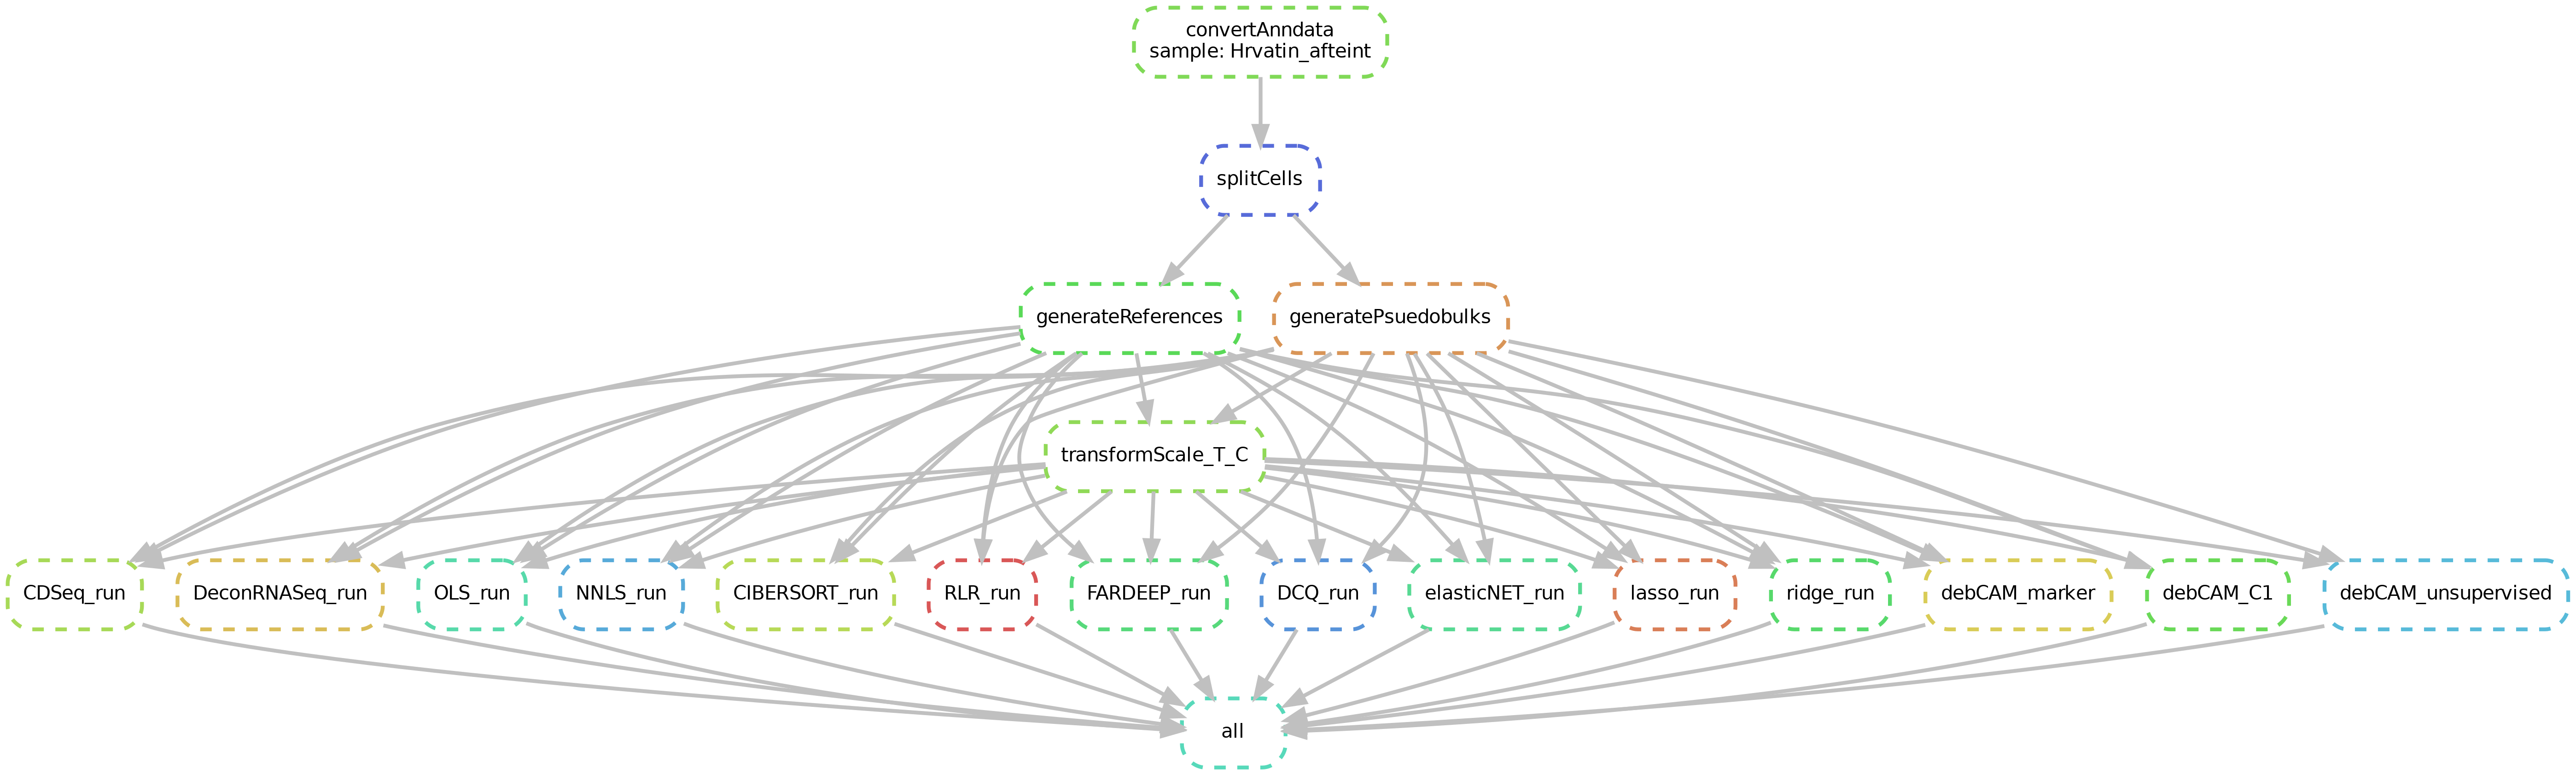 convertAnndata
sample: Hrvatin_afteint
splitCells
generateReferences
generatePsuedobulks
transformScale_T_C
CDSeq_run
DeconRNASeq_run
OLS_run
NNLS_run
CIBERSORT_run
RLR_run
FARDEEP_run
DCQ_run
elasticNET_run
lasso_run
ridge_run
debCAM_marker
debCAM_C1
debCAM_unsupervised
all